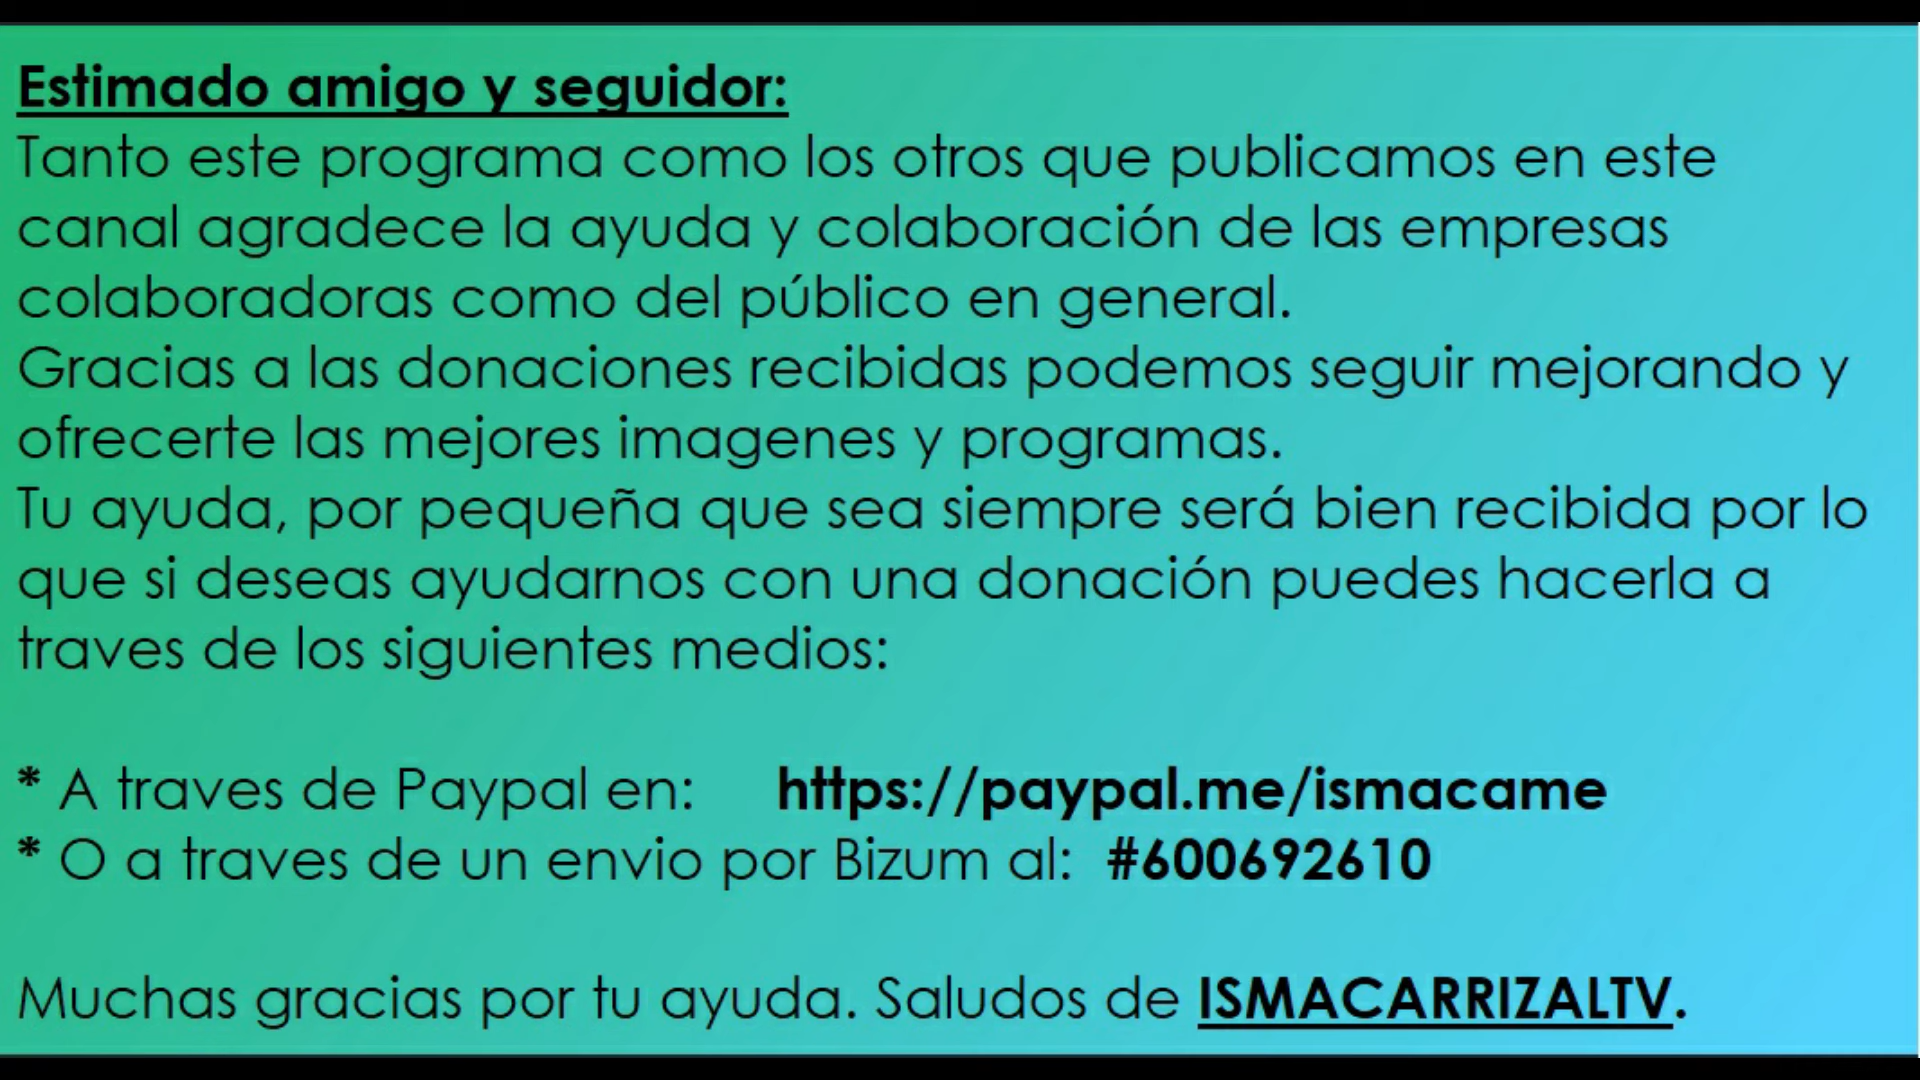 Estimado amigo y seguidor:
Tanto este programa como los otros que publicamos en este
canal agradece la ayuda y colaboración de las empresas
colaboradoras como del público en general.
Gracias a las donaciones recibidas podemos seguir mejorando y
ofrecerte las mejores imagenes y programas.
Tu ayuda, por pequeña que sea siempre será bien recibida por lo
que si deseas ayudarnos con una donación puedes hacerla a
traves de los siguientes medios:
* A traves de Paypal en: https://paypal.me/ismacame
* O a traves de un envio por Bizum al: #600692610
Muchas gracias por tu ayuda. Saludos de ISMACARRIZALTV.